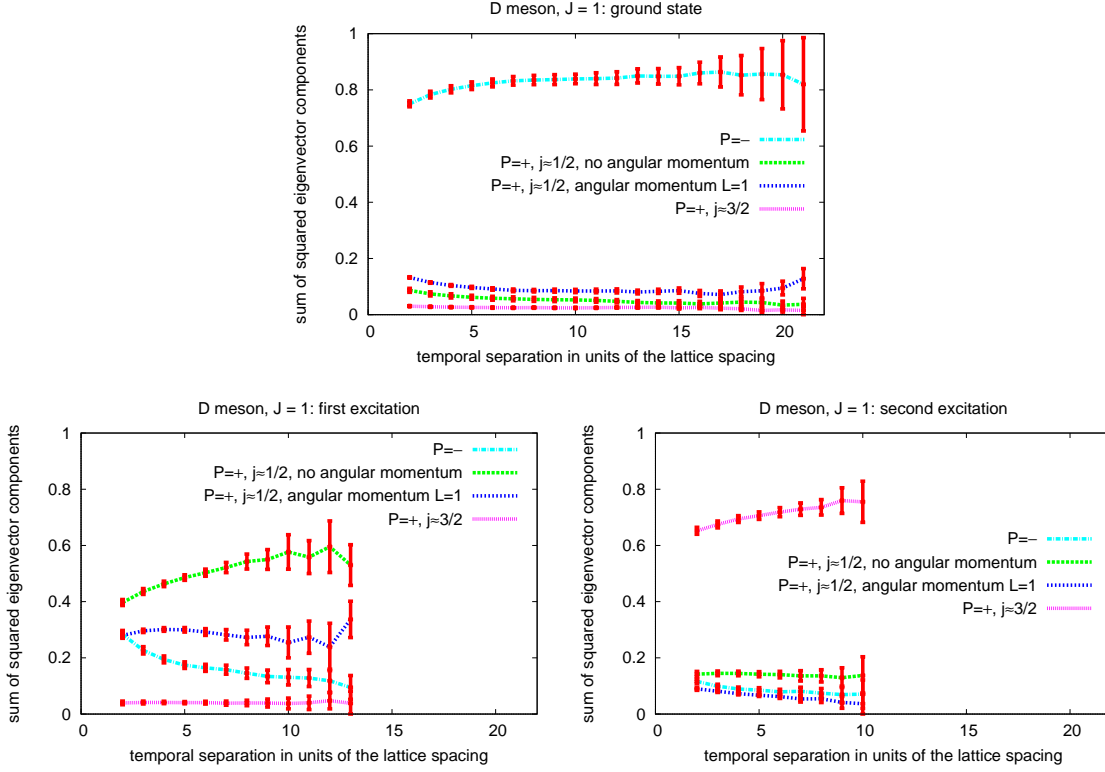 D meson, J = 1: ground state
1
0.8
0.6
0.4
0.2
0
0 5 10 15 20
sum of squared eigenvector components
temporal separation in units of the lattice spacing
P=−
P=+, j≈1/2, no angular momentum
P=+, j≈1/2, angular momentum L=1
P=+, j≈3/2
D meson, J = 1: first excitation
1
0.8
0.6
0.4
0.2
0
0 5 10 15 20
sum of squared eigenvector components
temporal separation in units of the lattice spacing
P=−
P=+, j≈1/2, no angular momentum
P=+, j≈1/2, angular momentum L=1
P=+, j≈3/2
D meson, J = 1: second excitation
1
0.8
0.6
0.4
0.2
0
0 5 10 15 20
sum of squared eigenvector components
temporal separation in units of the lattice spacing
P=−
P=+, j≈1/2, no angular momentum
P=+, j≈1/2, angular momentum L=1
P=+, j≈3/2